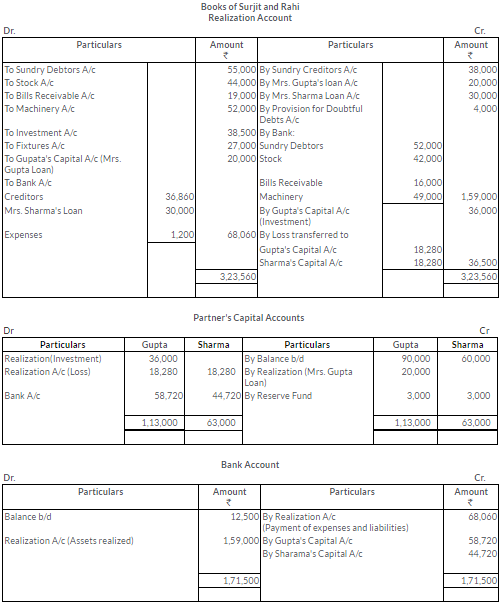 Books of Surjit and Rahi
Realization Account
Dr. Cr.
Particulars Amount Particulars Amount
₹ ₹
To Sundry Debtors A/c 55,000 By Sundry Creditors A/c 38,000
To Stock A/c 44,000 By Mrs. Gupta's loan A/c 20,000
To Bills Receivable A/c 19,000 By Mrs. Sharma Loan A/c 30,000
To Machinery A/c 52,000 By Provision for Doubtful 4,000
Debts A/c
To Investment A/c 38,500 By Bank:
To Fixtures A/c 27,000 Sundry Debtors 52,000
To Gupata's Capital A/c (Mrs. 20,000 Stock 42,000
Gupta Loan)
To Bank A/c Bills Receivable 16,000
Creditors 36,860 Machinery 49,000 1,59,000
Mrs. Sharma's Loan 30,000 By Gupta's Capital A/c 36,000
(Investment)
Expenses 1,200 68,060 By Loss transferred to
Gupta's Capital A/c 18,280
Sharma's Capital A/c 18,280 36,500
3,23,560 3,23,560
Partner's Capital Accounts
Dr Cr
Particulars Gupta Sharma Particulars Gupta Sharma
Realization(Investment) 36,000 By Balance b/d 90,000 60,000
Realization A/c (Loss) 18,280 18,280 By Realization (Mrs. Gupta 20,000
Loan)
Bank A/c 58,720 44,720 By Reserve Fund 3,000 3,000
1,13,000 63,000 1,13,000 63,000
Bank Account
Dr. Cr.
Particulars Amount Particulars Amount
₹ ₹
Balance b/d 12,500 By Realization A/c 68,060
(Payment of expenses and liabilities)
Realization A/c (Assets realized) 1,59,000 By Gupta's Capital A/c 58,720
By Sharama's Capital A/c 44,720
1,71,500 1,71,500